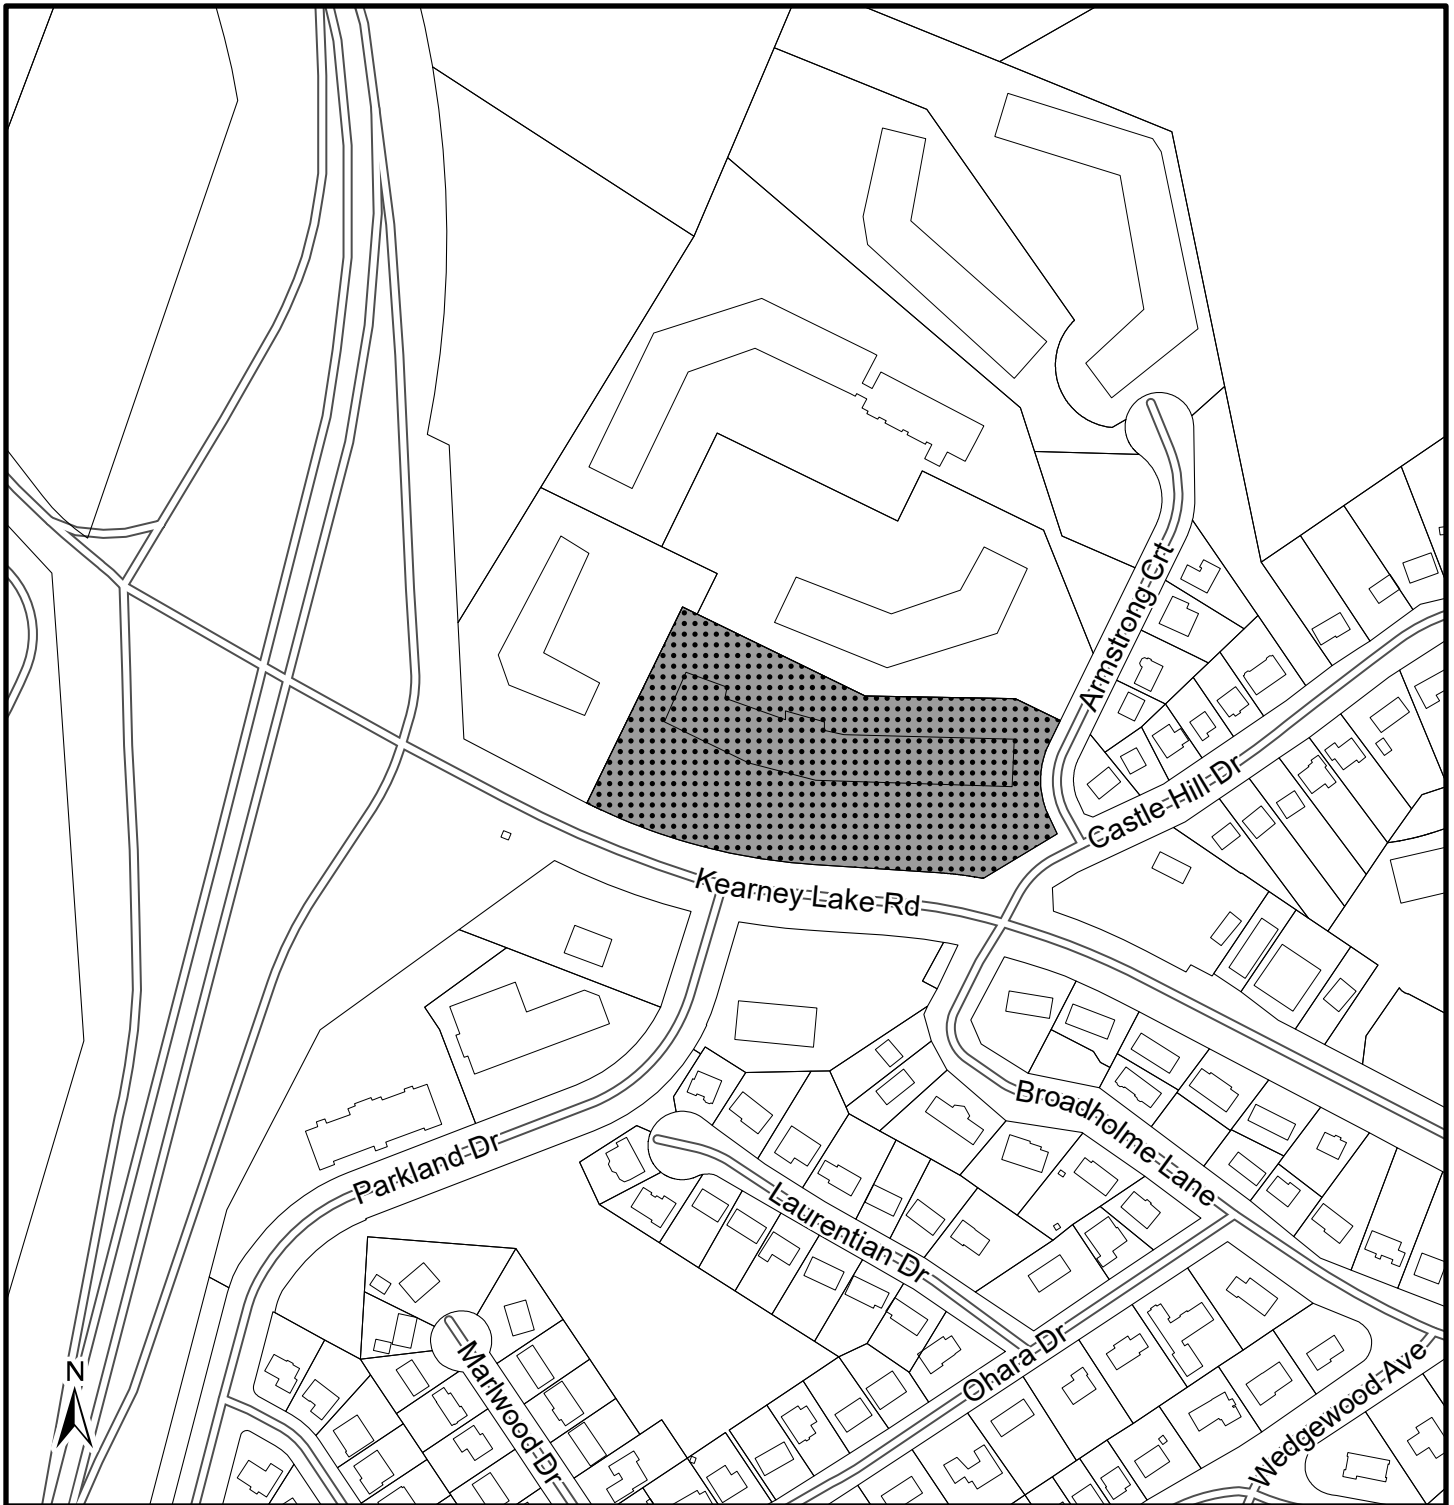 Armstrong Crt
Castle Hill Dr
Kearney Lake Rd
Broadholme Lane
Parkland Dr
Laurentian Dr
Ohara Dr
Marlwood Dr
Wedgewood Ave
N